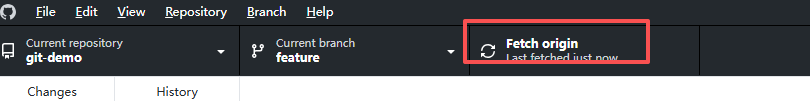 File Edit View Repository Branch Help
Current repository
git-demo
Current branch
feature
Fetch origin
Last fetched just now
Changes History